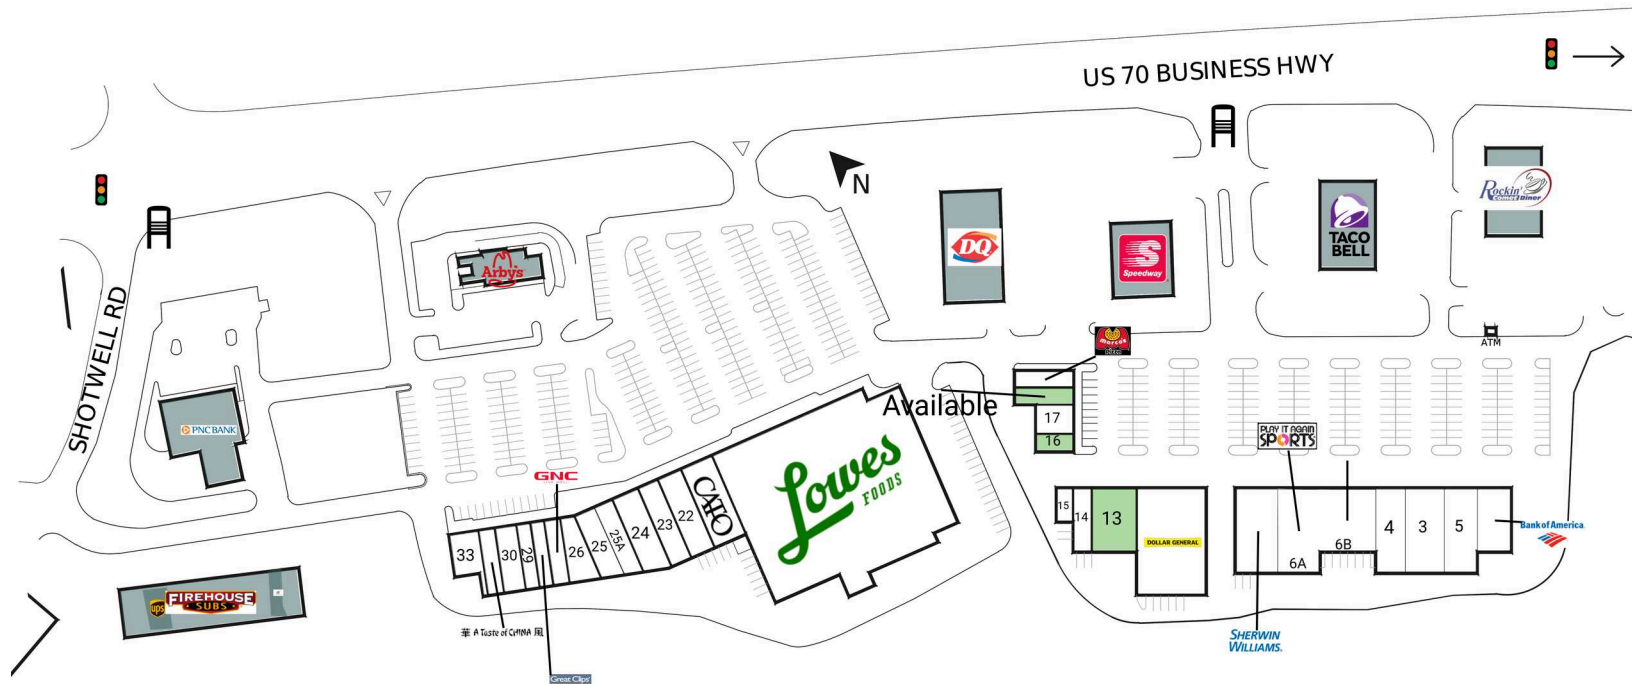 US 70 BUSINESS HWY
N
SHOTWELL RD
Rockin'
Comet Diner
DQ
S
Speedway
TACO
BELL
Arby's
marco's
PIZZA
ATM
Available
17
16
PNC BANK
PLAY IT AGAIN
SPORTS
GNC
Lowes
FOODS
CATO
22
23
24
25A
25
26
29
30
33
15
14
13
DOLLAR GENERAL
6A
6B
4
3
5
Bank of America
ups
FIREHOUSE
SUBS
華 A Taste of CHINA 風
Great Clips
SHERWIN
WILLIAMS.